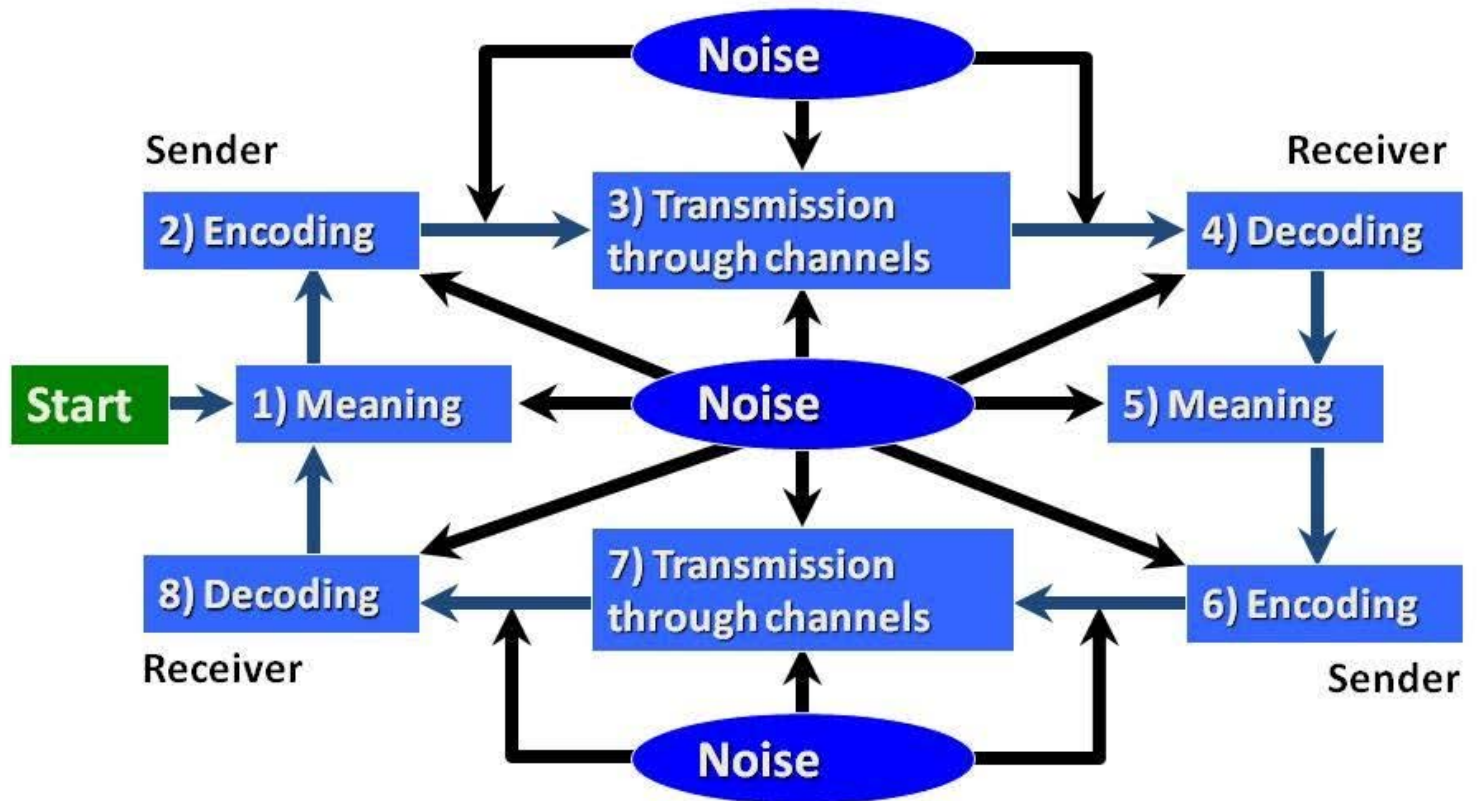 Noise
Sender
Receiver
2) Encoding
3) Transmission
through channels
4) Decoding
Start
1) Meaning
Noise
5) Meaning
8) Decoding
7) Transmission
through channels
6) Encoding
Receiver
Sender
Noise